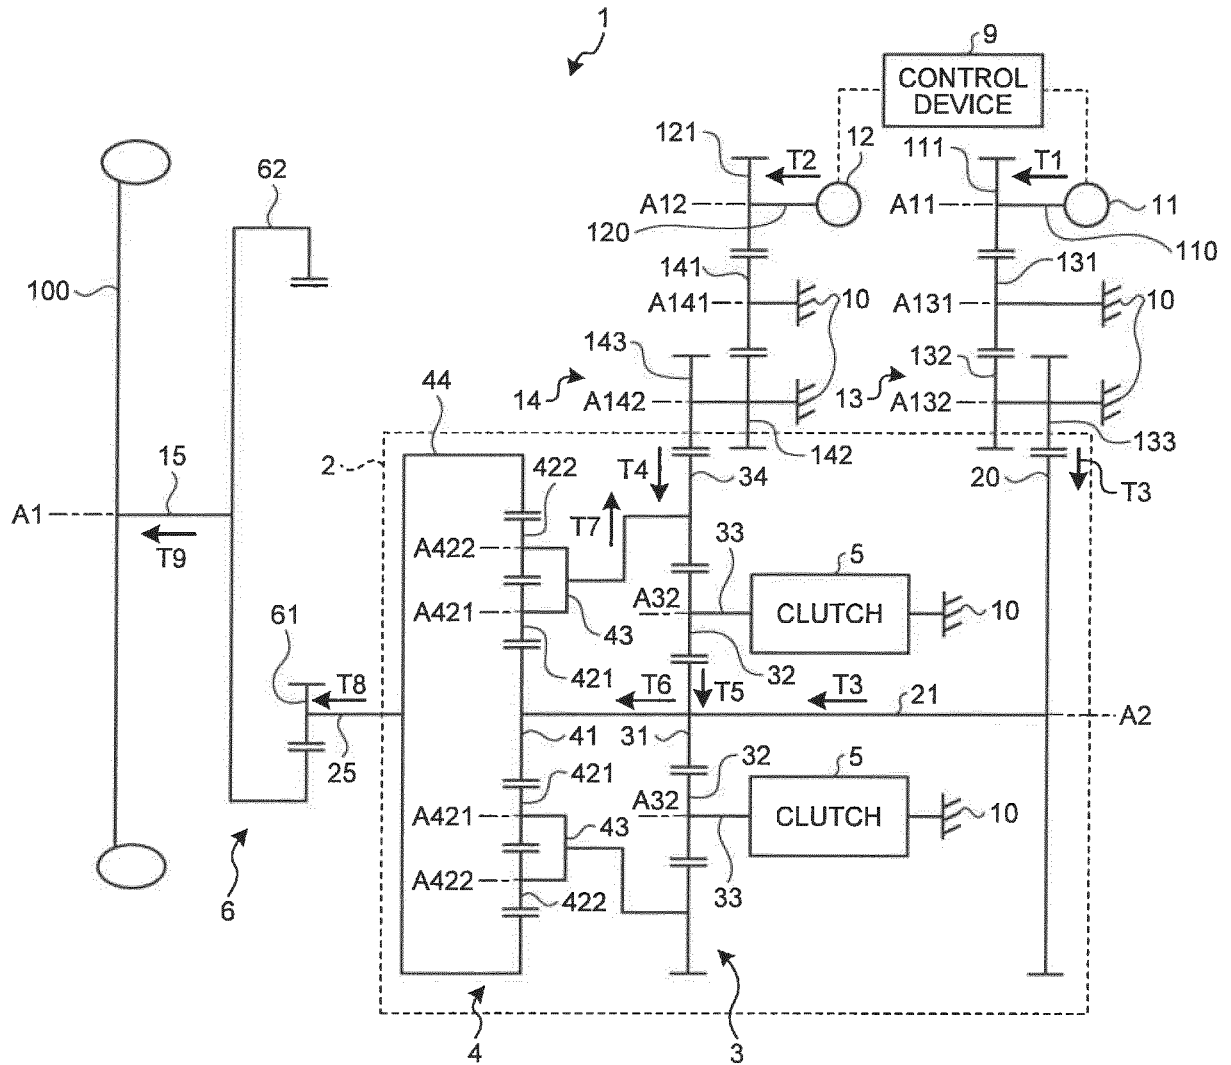 1
9
CONTROL
DEVICE
121
T2
12
111
T1
62
A12
A11
11
120
110
100
141
131
A141
10
A131
10
143
132
44
14
A142
13
A132
15
2
422
T4
34
142
20
133
A1
T7
T3
T9
A422
33
5
A32
CLUTCH
10
A421
61
43
421
32
T8
T6
T5
T3
21
A2
25
41
31
32
5
421
A32
A421
43
CLUTCH
10
A422
422
33
6
4
3